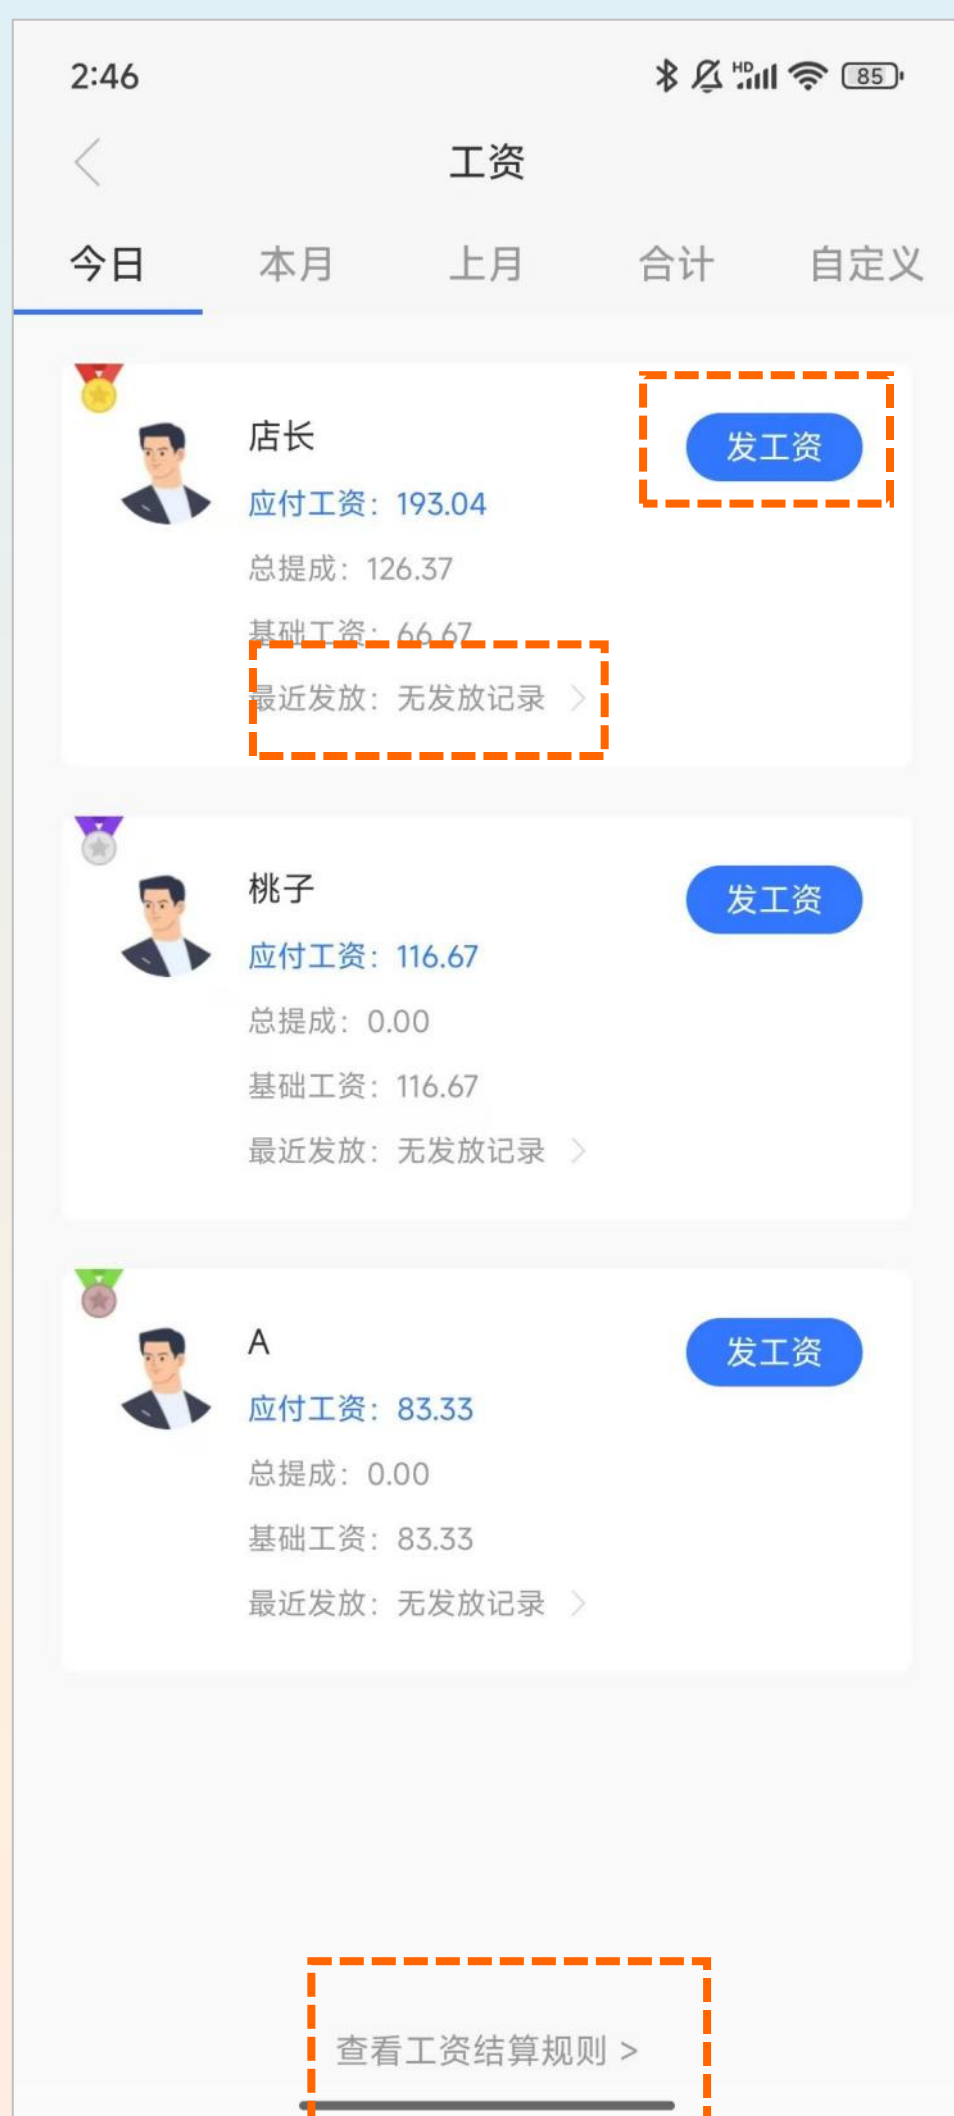 2:46
HD
85
工资
今日 本月 上月 合计 自定义
店长
发工资
应付工资：193.04
总提成：126.37
基础工资：66.67
最近发放：无发放记录 >
桃子
发工资
应付工资：116.67
总提成：0.00
基础工资：116.67
最近发放：无发放记录 >
A
发工资
应付工资：83.33
总提成：0.00
基础工资：83.33
最近发放：无发放记录 >
查看工资结算规则 >